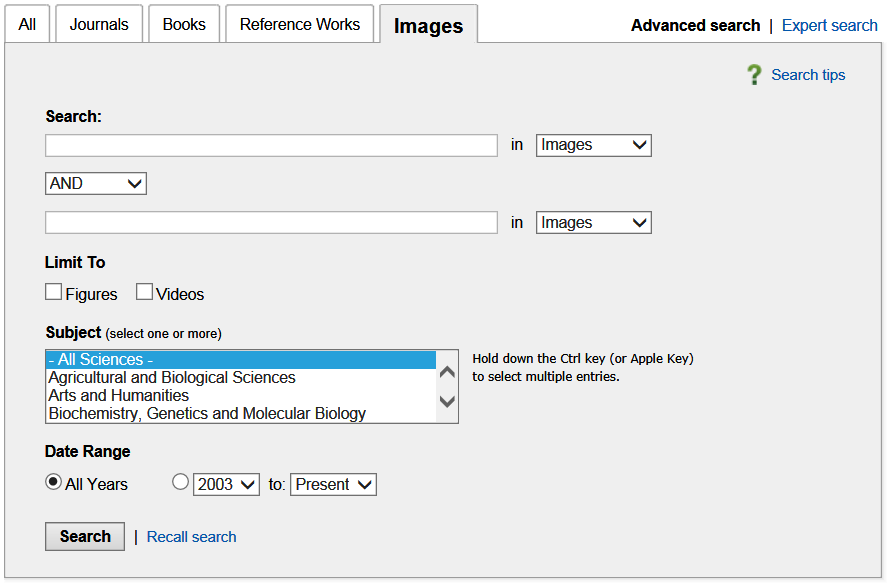 All Journals Books Reference Works Images Advanced search | Expert search
? Search tips
Search:
in Images
AND
in Images
Limit To
Figures Videos
Subject (select one or more)
- All Sciences -
Agricultural and Biological Sciences
Arts and Humanities
Biochemistry, Genetics and Molecular Biology
Hold down the Ctrl key (or Apple Key)
to select multiple entries.
Date Range
All Years 2003 to: Present
Search | Recall search